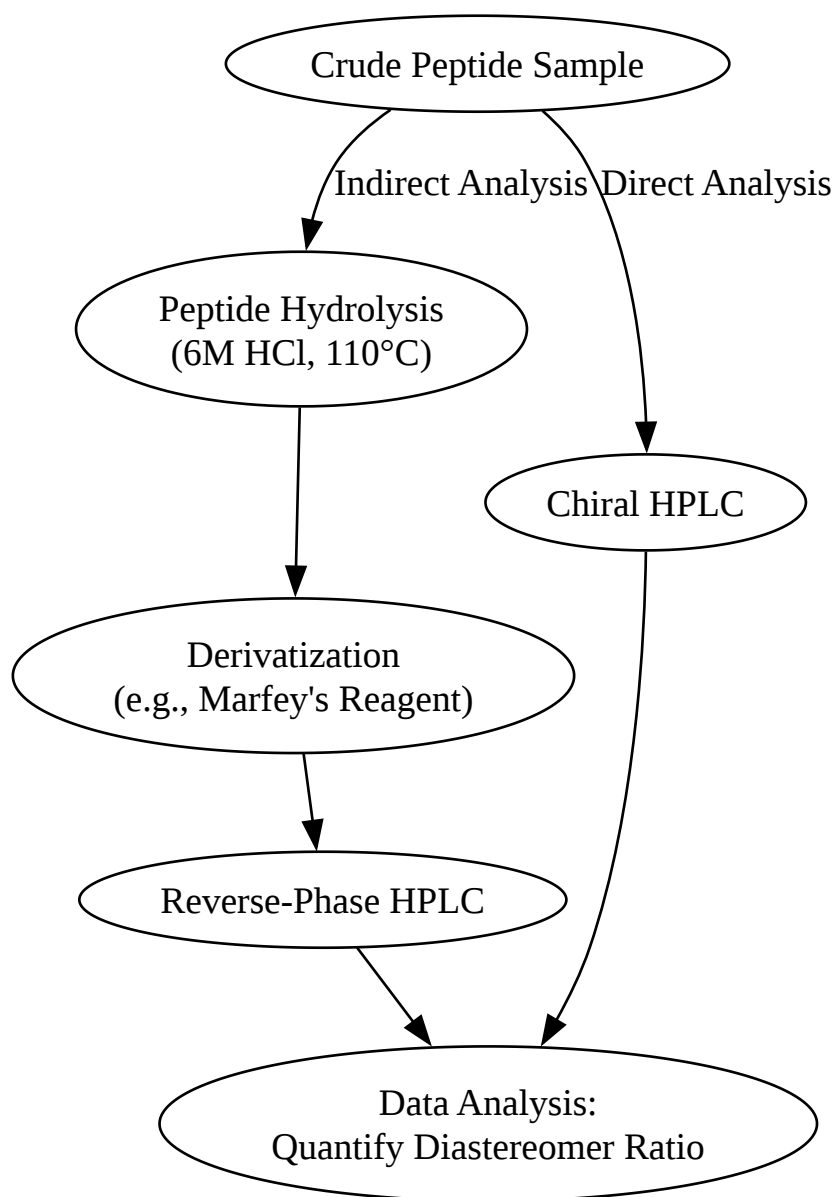 Crude Peptide Sample
Indirect Analysis
Direct Analysis
Peptide Hydrolysis
(6M HCl, 110°C)
Chiral HPLC
Derivatization
(e.g., Marfey's Reagent)
Reverse-Phase HPLC
Data Analysis:
Quantify Diastereomer Ratio